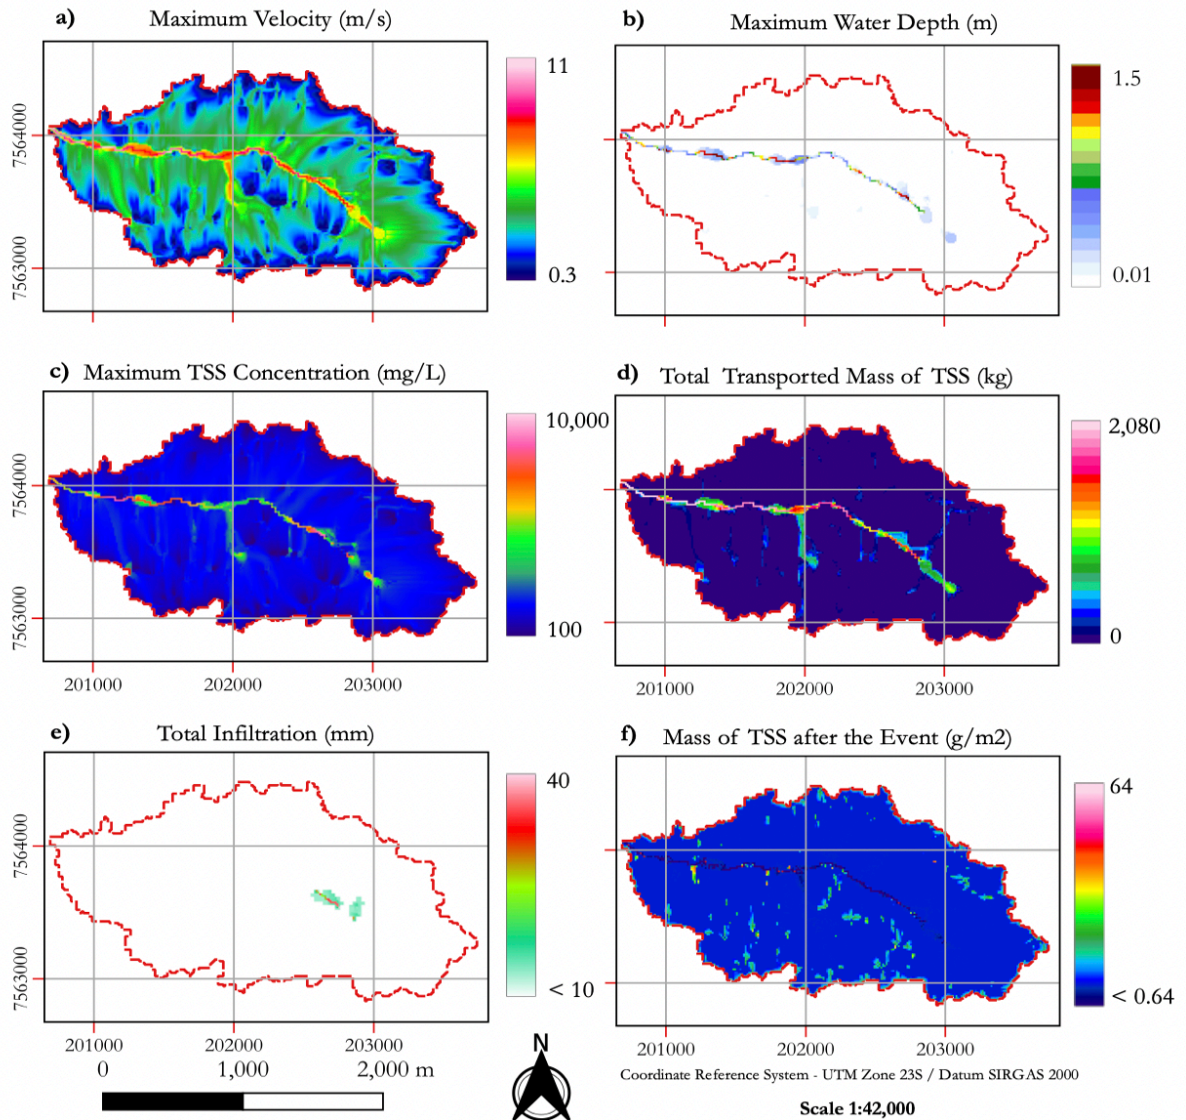 a) Maximum Velocity (m/s)
b) Maximum Water Depth (m)
11
0.3
1.5
0.01
7564000
7563000
c) Maximum TSS Concentration (mg/L)
d) Total Transported Mass of TSS (kg)
10,000
100
2,080
0
7564000
7563000
201000 202000 203000
201000 202000 203000
e) Total Infiltration (mm)
f) Mass of TSS after the Event (g/m2)
40
< 10
64
< 0.64
7564000
7563000
201000 202000 203000
201000 202000 203000
0 1,000 2,000 m
N
Coordinate Reference System - UTM Zone 23S / Datum SIRGAS 2000
Scale 1:42,000